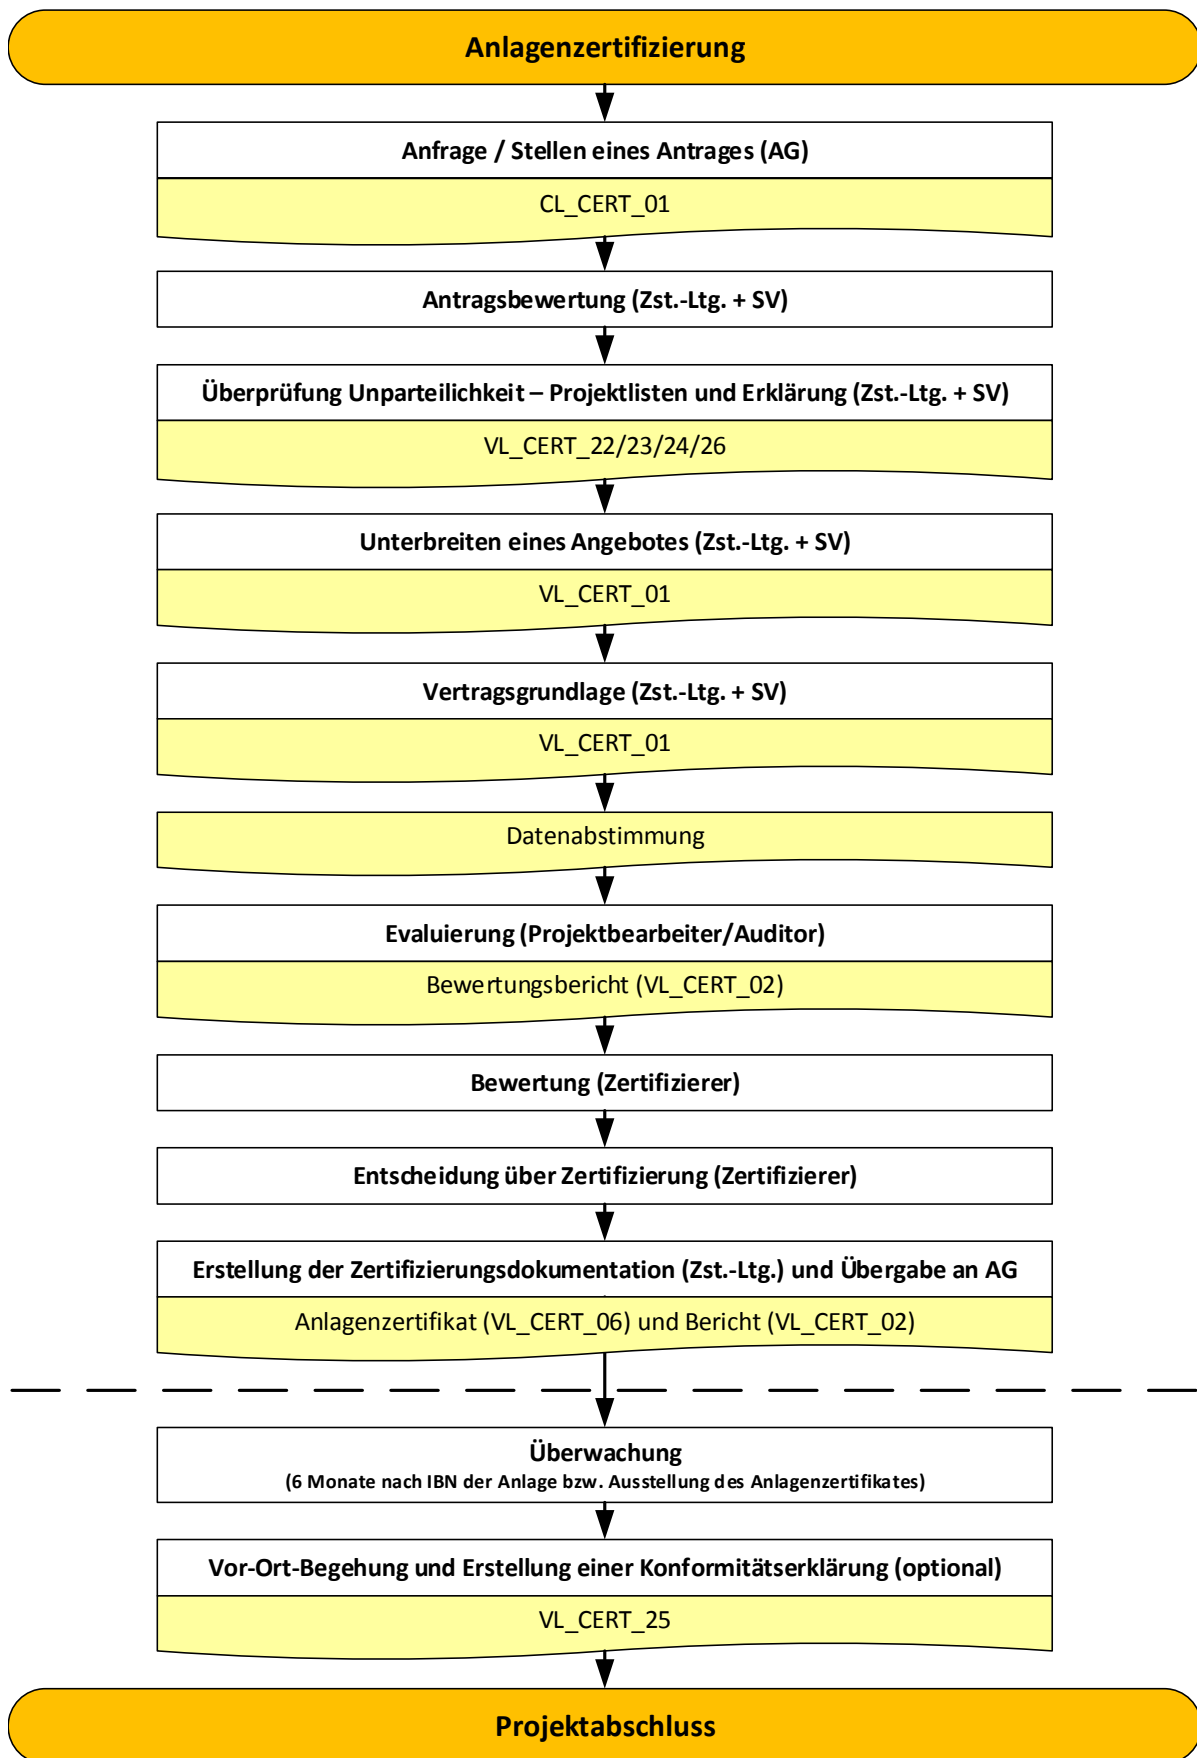 Anlagenzertifizierung
Anfrage / Stellen eines Antrages (AG)
CL_CERT_01
Antragsbewertung (Zst.-Ltg. + SV)
Überprüfung Unparteilichkeit – Projektlisten und Erklärung (Zst.-Ltg. + SV)
VL_CERT_22/23/24/26
Unterbreiten eines Angebotes (Zst.-Ltg. + SV)
VL_CERT_01
Vertragsgrundlage (Zst.-Ltg. + SV)
VL_CERT_01
Datenabstimmung
Evaluierung (Projektbearbeiter/Auditor)
Bewertungsbericht (VL_CERT_02)
Bewertung (Zertifizierer)
Entscheidung über Zertifizierung (Zertifizierer)
Erstellung der Zertifizierungsdokumentation (Zst.-Ltg.) und Übergabe an AG
Anlagenzertifikat (VL_CERT_06) und Bericht (VL_CERT_02)
Überwachung
(6 Monate nach IBN der Anlage bzw. Ausstellung des Anlagenzertifikates)
Vor-Ort-Begehung und Erstellung einer Konformitätserklärung (optional)
VL_CERT_25
Projektabschluss